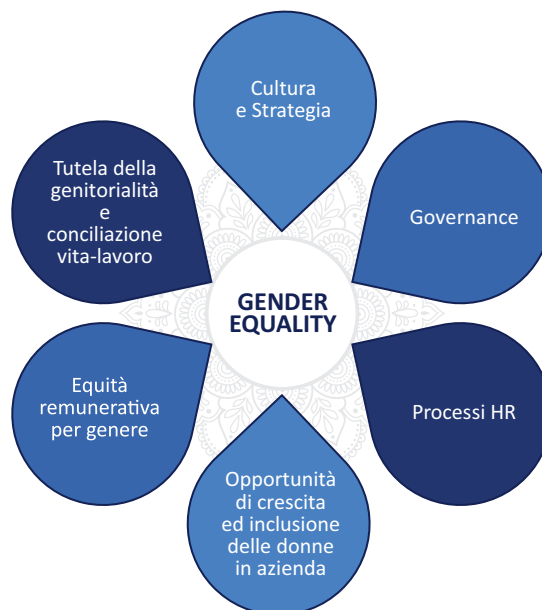 Cultura
e Strategia
Governance
Processi HR
Opportunità
di crescita
ed inclusione
delle donne
in azienda
Equità
remunerativa
per genere
Tutela della
genitorialità
e
conciliazione
vita-lavoro
GENDER
EQUALITY